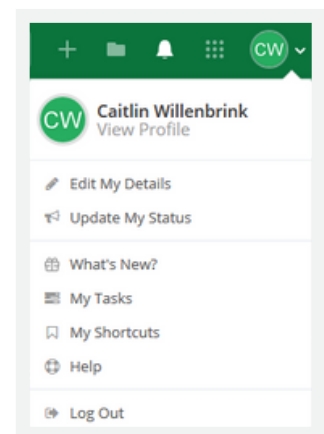 CW
CW
Caitlin Willenbrink
View Profile
Edit My Details
Update My Status
What's New?
My Tasks
My Shortcuts
Help
Log Out